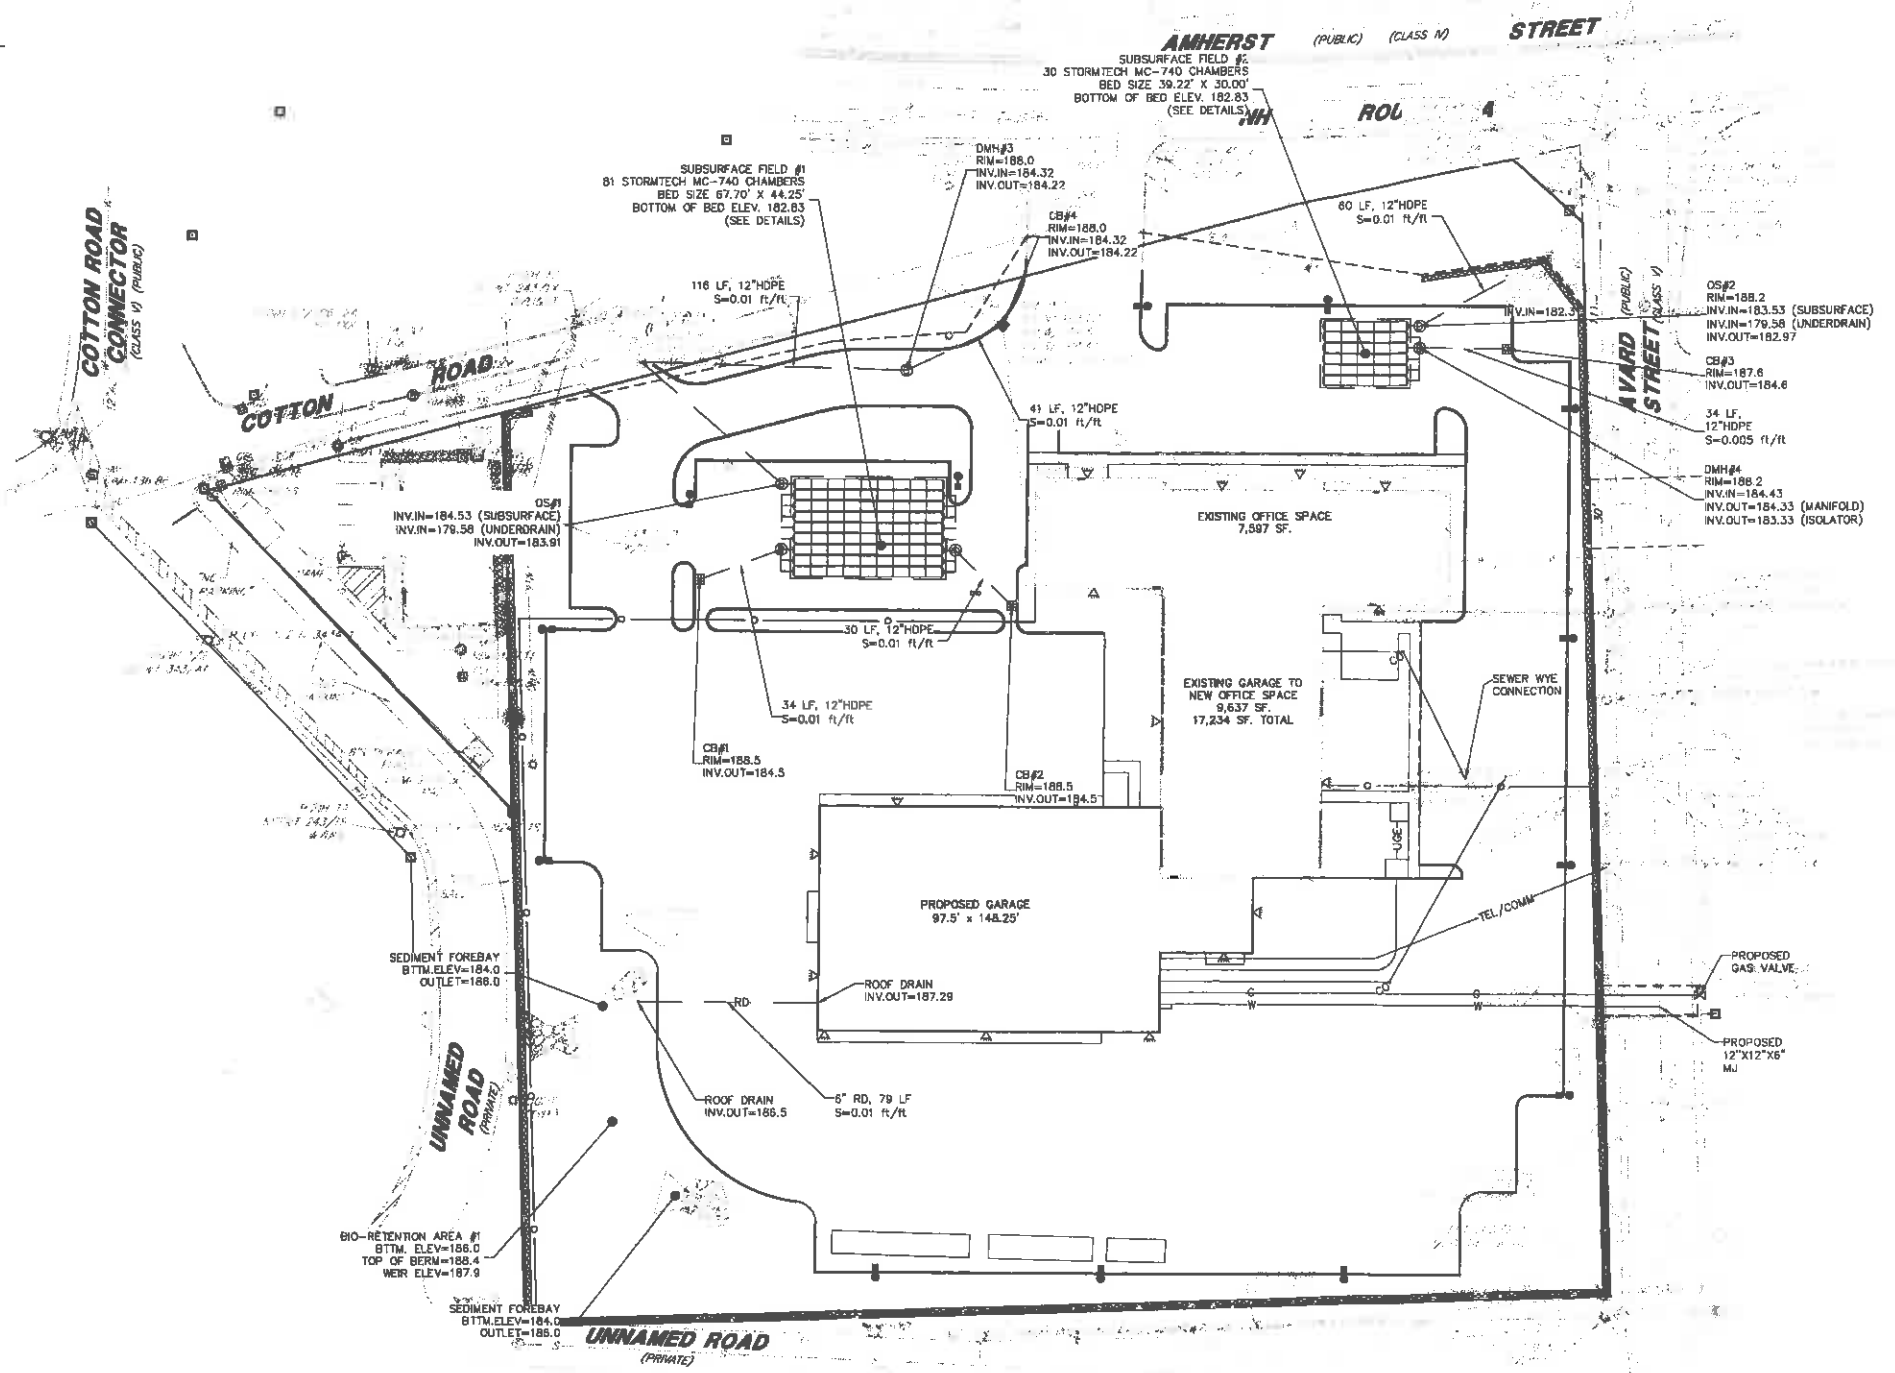 AMHERST (PUBLIC) (CLASS IV) STREET
SUBSURFACE FIELD #2
30 STORMTECH MC-740 CHAMBERS
BED SIZE 39.22' X 30.00'
BOTTOM OF BED ELEV. 182.83
(SEE DETAILS)
NH ROU 4
SUBSURFACE FIELD #1
81 STORMTECH MC-740 CHAMBERS
BED SIZE 67.70' X 44.25'
BOTTOM OF BED ELEV. 182.83
(SEE DETAILS)
DMH#3
RIM=188.0
INV.IN=184.32
INV.OUT=184.22
CB#4
RIM=188.0
INV.IN=184.32
INV.OUT=184.22
60 LF, 12"HDPE
S=0.01 ft/ft
COTTON ROAD
CONNECTOR
(CLASS V) (PUBLIC)
116 LF, 12"HDPE
S=0.01 ft/ft
AVARD (PUBLIC)
STREET (CLASS V)
OS#2
RIM=188.2
INV.IN=183.53 (SUBSURFACE)
INV.IN=179.58 (UNDERDRAIN)
INV.OUT=182.97
INV.IN=182.3
CB#3
RIM=187.6
INV.OUT=184.6
COTTON ROAD
41 LF, 12"HDPE
S=0.01 ft/ft
34 LF,
12"HDPE
S=0.005 ft/ft
DMH#4
RIM=188.2
INV.IN=184.43
INV.OUT=184.33 (MANIFOLD)
INV.OUT=183.33 (ISOLATOR)
OS#1
INV.IN=184.53 (SUBSURFACE)
INV.IN=179.58 (UNDERDRAIN)
INV.OUT=183.91
EXISTING OFFICE SPACE
7,597 SF.
30'
"NO
PARKING"
30 LF, 12"HDPE
S=0.01 ft/ft
EXISTING GARAGE TO
NEW OFFICE SPACE
9,637 SF.
17,234 SF. TOTAL
SEWER WYE
CONNECTION
34 LF, 12"HDPE
S=0.01 ft/ft
CB#1
RIM=188.5
INV.OUT=184.5
CB#2
RIM=188.5
INV.OUT=184.5
UGE
PROPOSED GARAGE
97.5' x 148.25'
TEL/COMM
SEDIMENT FOREBAY
BTTM.ELEV=184.0
OUTLET=186.0
ROOF DRAIN
INV.OUT=187.29
RD
PROPOSED
GAS VALVE
G
CO
G
W
W
PROPOSED
12"X12"X6"
MJ
UNNAMED
ROAD
(PRIVATE)
ROOF DRAIN
INV.OUT=186.5
6" RD, 79 LF
S=0.01 ft/ft
BIO-RETENTION AREA #1
BTTM. ELEV=186.0
TOP OF BERM=188.4
WEIR ELEV=187.9
SEDIMENT FOREBAY
BTTM.ELEV=184.0
OUTLET=186.0
UNNAMED ROAD
(PRIVATE)